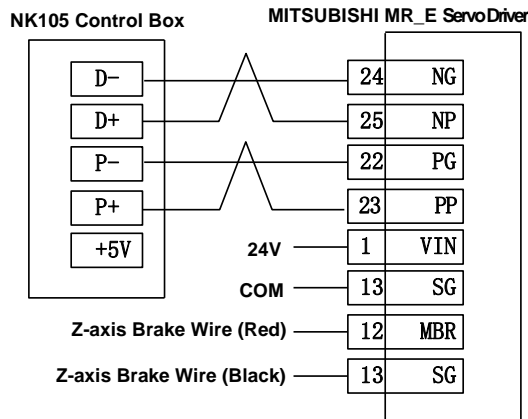 NK105 Control Box
MITSUBISHI MR_E ServoDriver
D- 24 NG
D+ 25 NP
P- 22 PG
P+ 23 PP
+5V 24V 1 VIN
COM 13 SG
Z-axis Brake Wire (Red) 12 MBR
Z-axis Brake Wire (Black) 13 SG